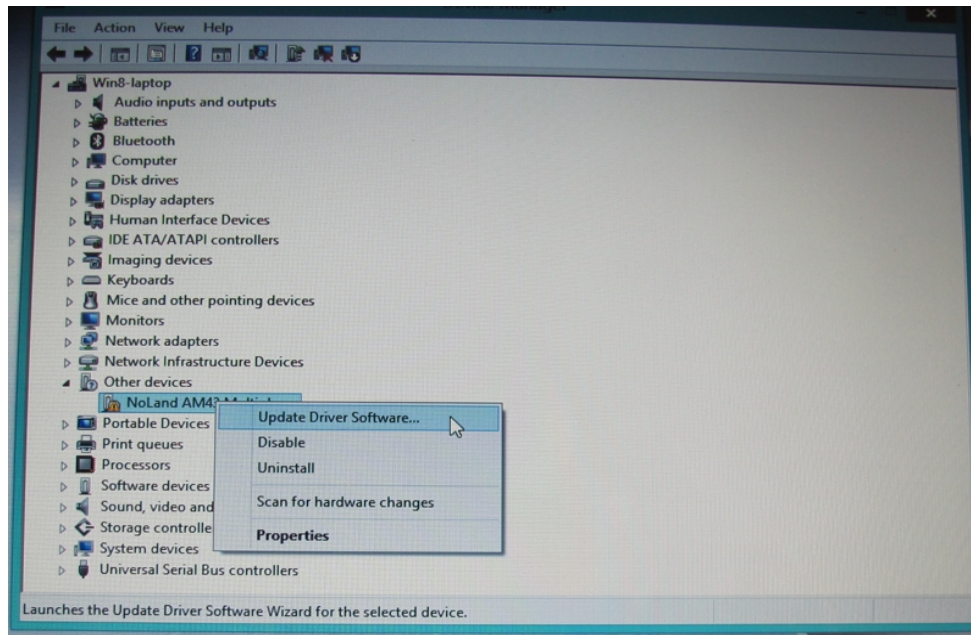 File Action View Help
Win8-laptop
Audio inputs and outputs
Batteries
Bluetooth
Computer
Disk drives
Display adapters
Human Interface Devices
IDE ATA/ATAPI controllers
Imaging devices
Keyboards
Mice and other pointing devices
Monitors
Network adapters
Network Infrastructure Devices
Other devices
NoLand
Portable Devices
Print queues
Processors
Software devices
Sound, video and
Storage controlle
System devices
Universal Serial Bus controllers
Update Driver Software...
Disable
Uninstall
Scan for hardware changes
Properties
Launches the Update Driver Software Wizard for the selected device.